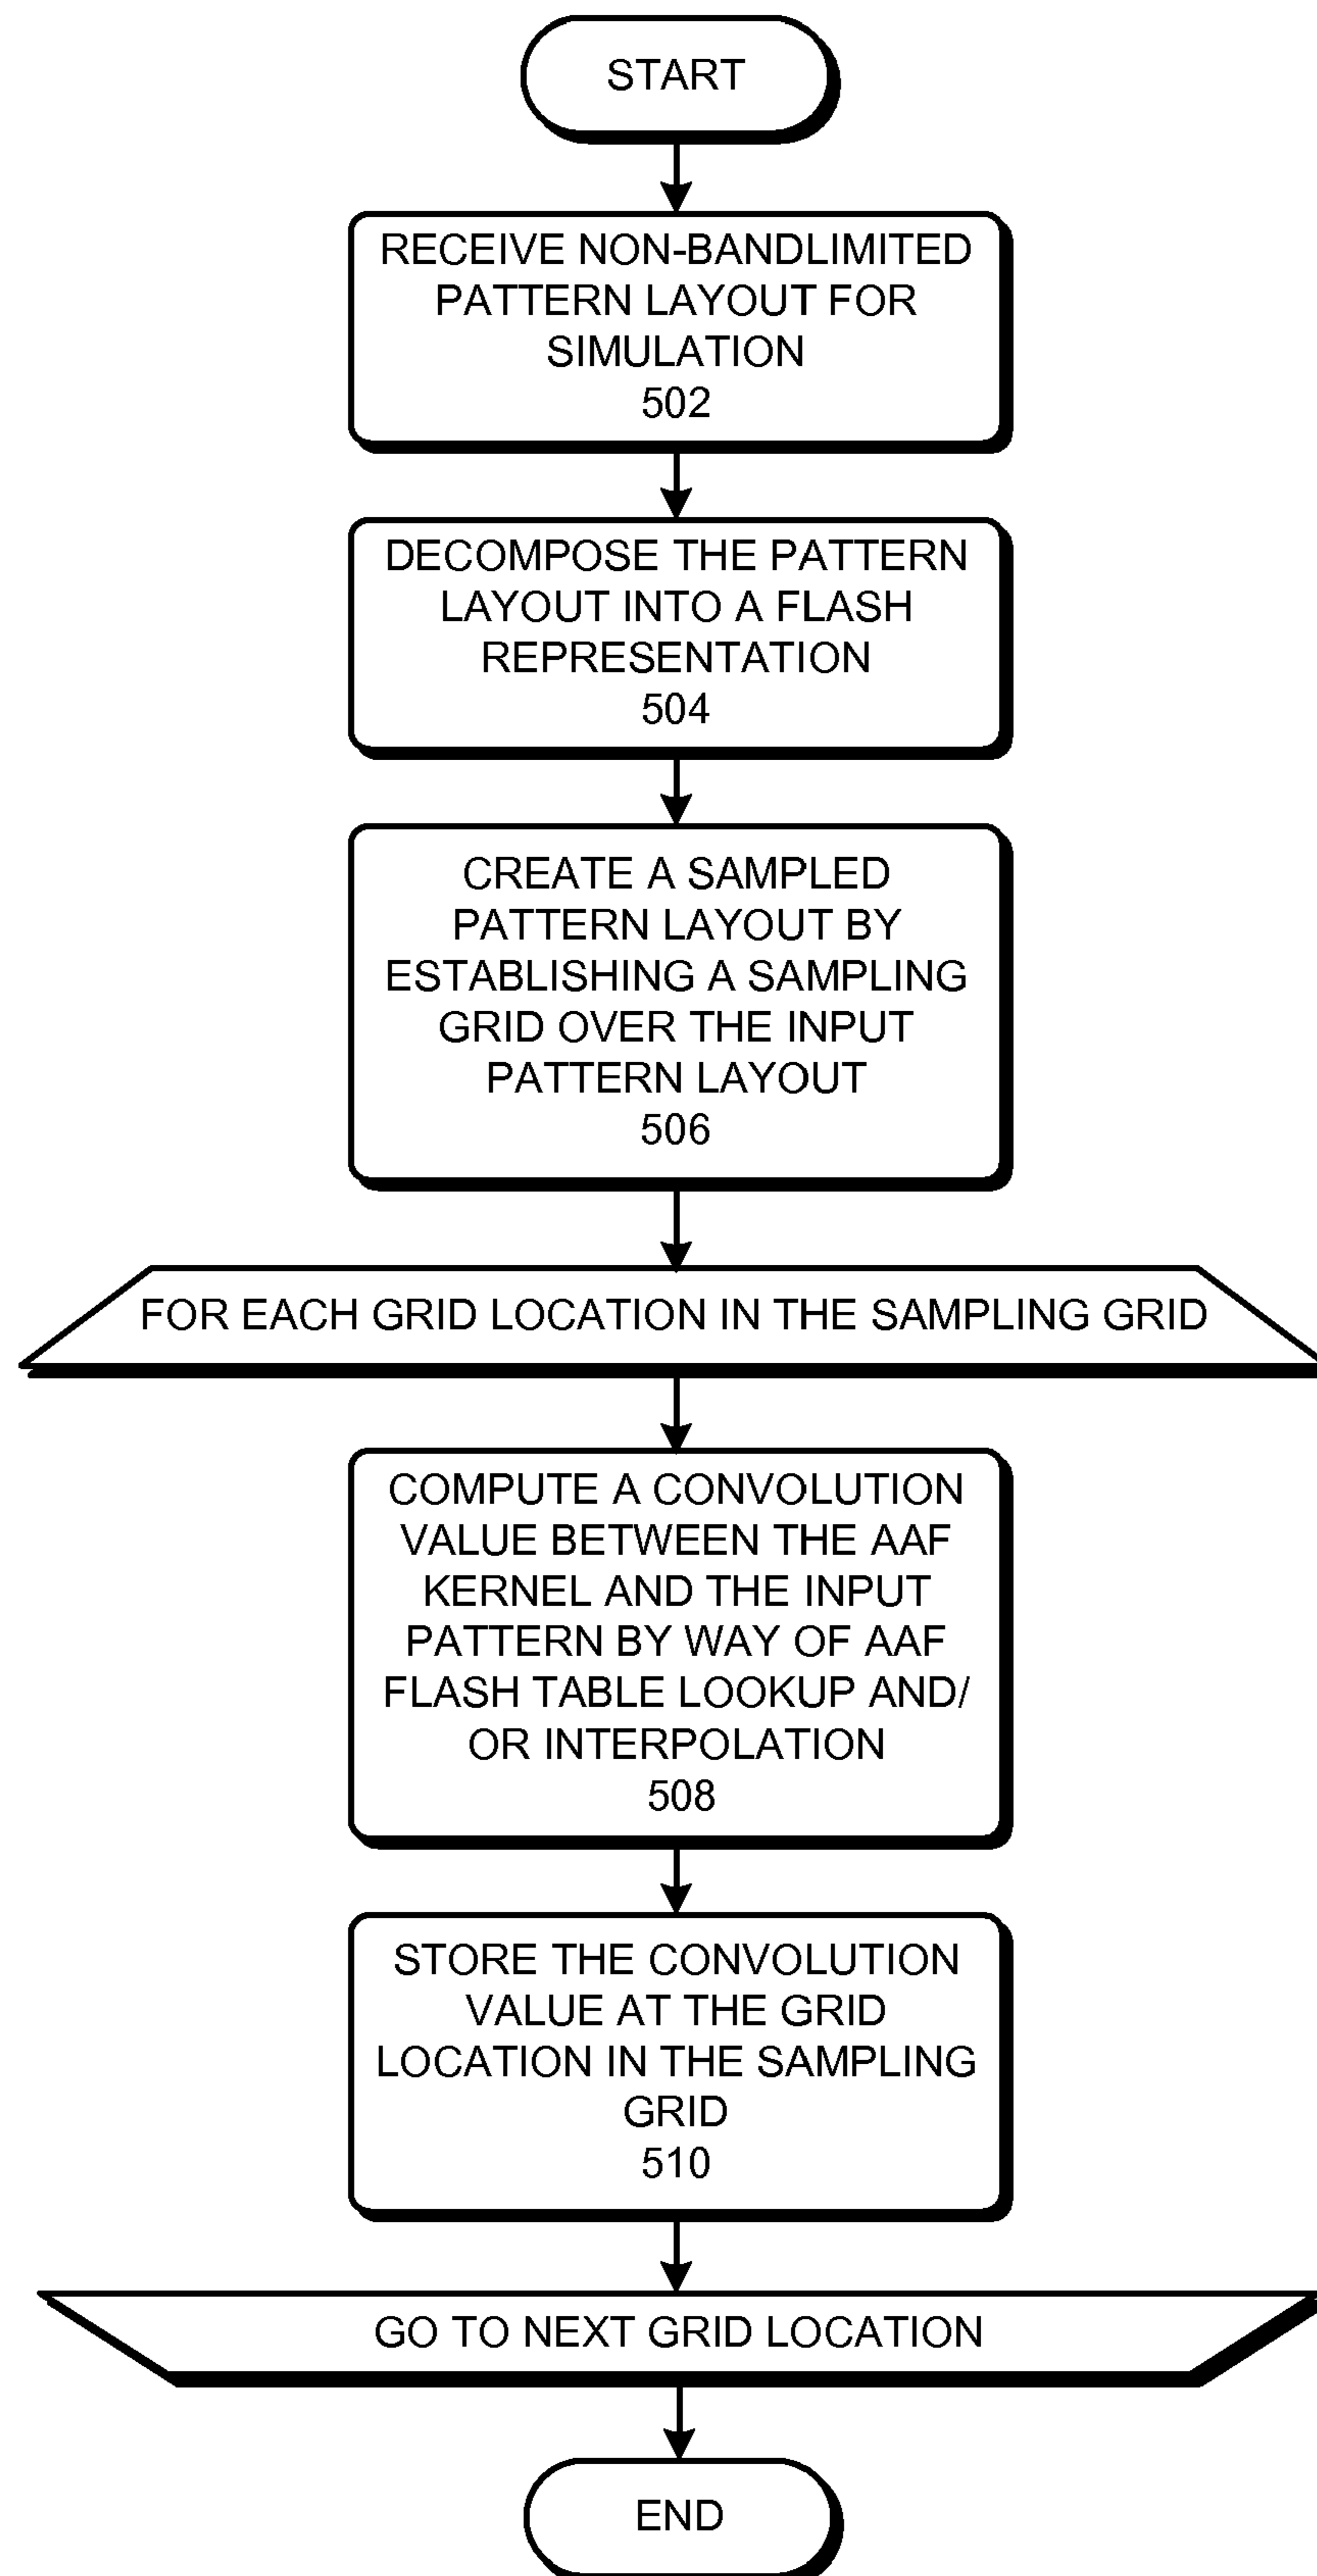 START
RECEIVE NON-BANDLIMITED
PATTERN LAYOUT FOR
SIMULATION
502
DECOMPOSE THE PATTERN
LAYOUT INTO A FLASH
REPRESENTATION
504
CREATE A SAMPLED
PATTERN LAYOUT BY
ESTABLISHING A SAMPLING
GRID OVER THE INPUT
PATTERN LAYOUT
506
FOR EACH GRID LOCATION IN THE SAMPLING GRID
COMPUTE A CONVOLUTION
VALUE BETWEEN THE AAF
KERNEL AND THE INPUT
PATTERN BY WAY OF AAF
FLASH TABLE LOOKUP AND/
OR INTERPOLATION
508
STORE THE CONVOLUTION
VALUE AT THE GRID
LOCATION IN THE SAMPLING
GRID
510
GO TO NEXT GRID LOCATION
END